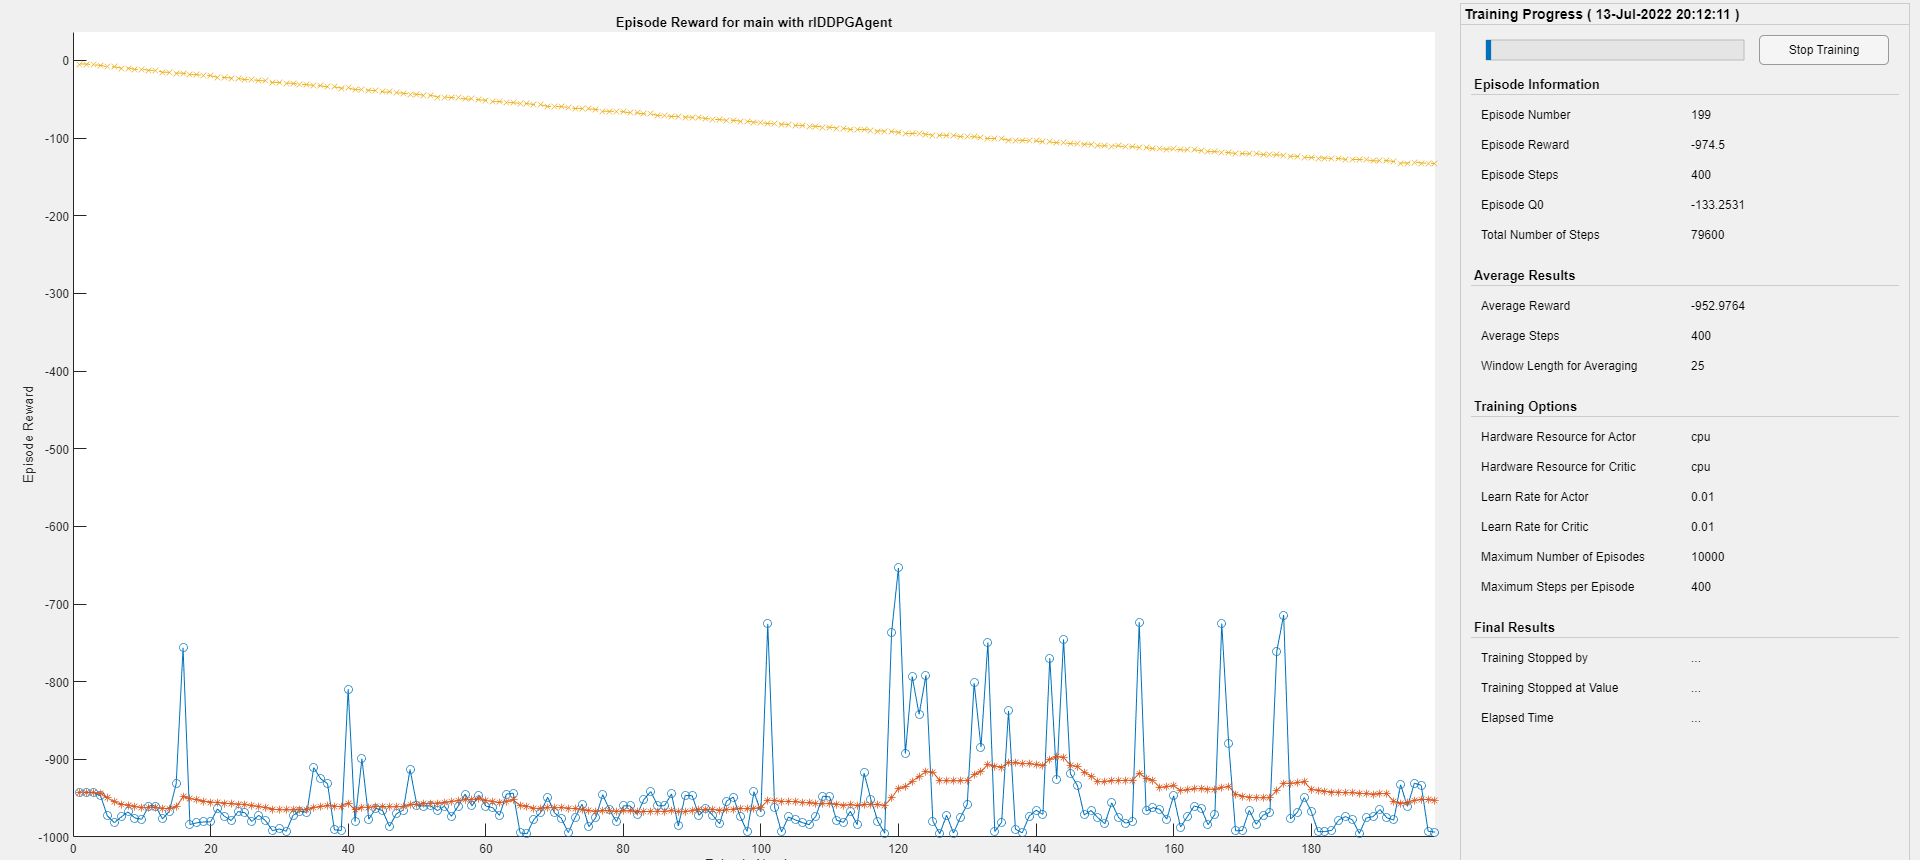 Episode Reward for main with rlDDPGAgent
0
-100
-200
-300
-400
-500
-600
-700
-800
-900
-1000
Episode Reward
0 20 40 60 80 100 120 140 160 180
Training Progress ( 13-Jul-2022 20:12:11 )
Stop Training
Episode Information
Episode Number 199
Episode Reward -974.5
Episode Steps 400
Episode Q0 -133.2531
Total Number of Steps 79600
Average Results
Average Reward -952.9764
Average Steps 400
Window Length for Averaging 25
Training Options
Hardware Resource for Actor cpu
Hardware Resource for Critic cpu
Learn Rate for Actor 0.01
Learn Rate for Critic 0.01
Maximum Number of Episodes 10000
Maximum Steps per Episode 400
Final Results
Training Stopped by ...
Training Stopped at Value ...
Elapsed Time ...